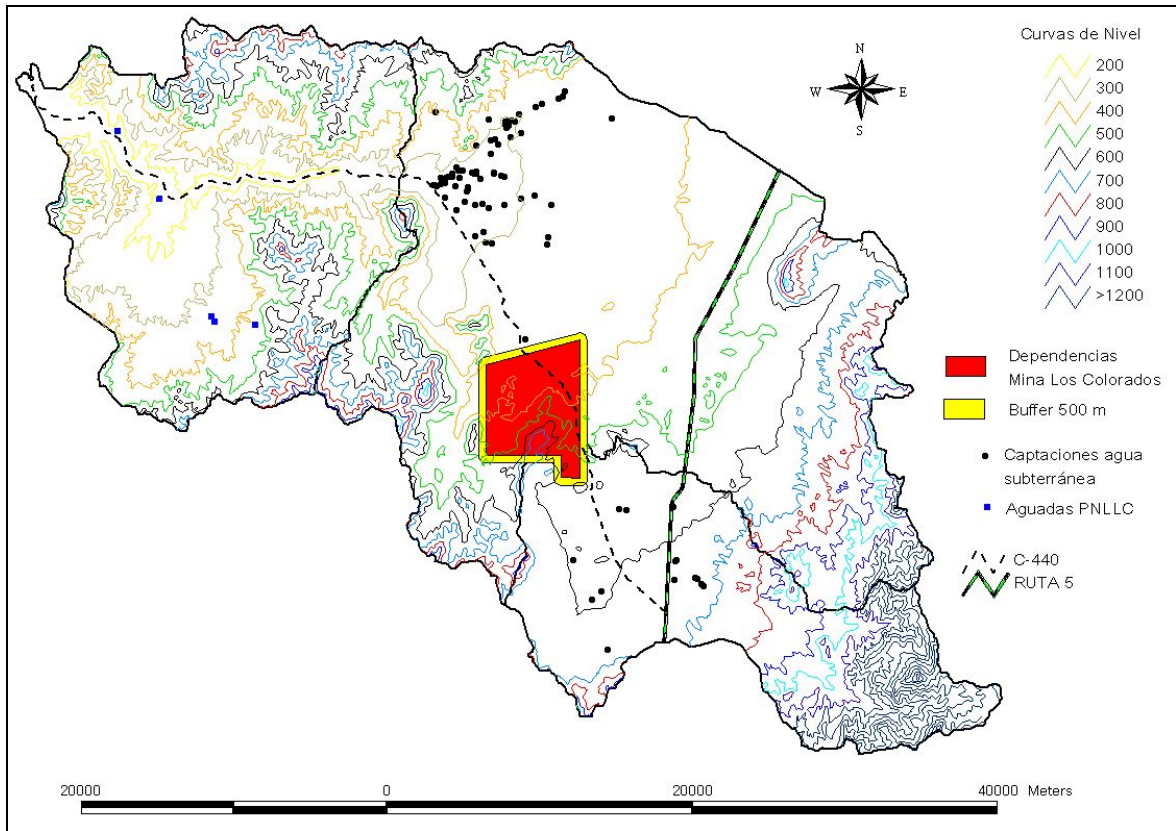 Curvas de Nivel
200
300
400
500
600
700
800
900
1000
1100
>1200
N
W E
S
Dependencias
Mina Los Colorados
Buffer 500 m
Captaciones agua
subterránea
Aguadas PNLLC
C-440
RUTA 5
20000 0 20000 40000 Meters